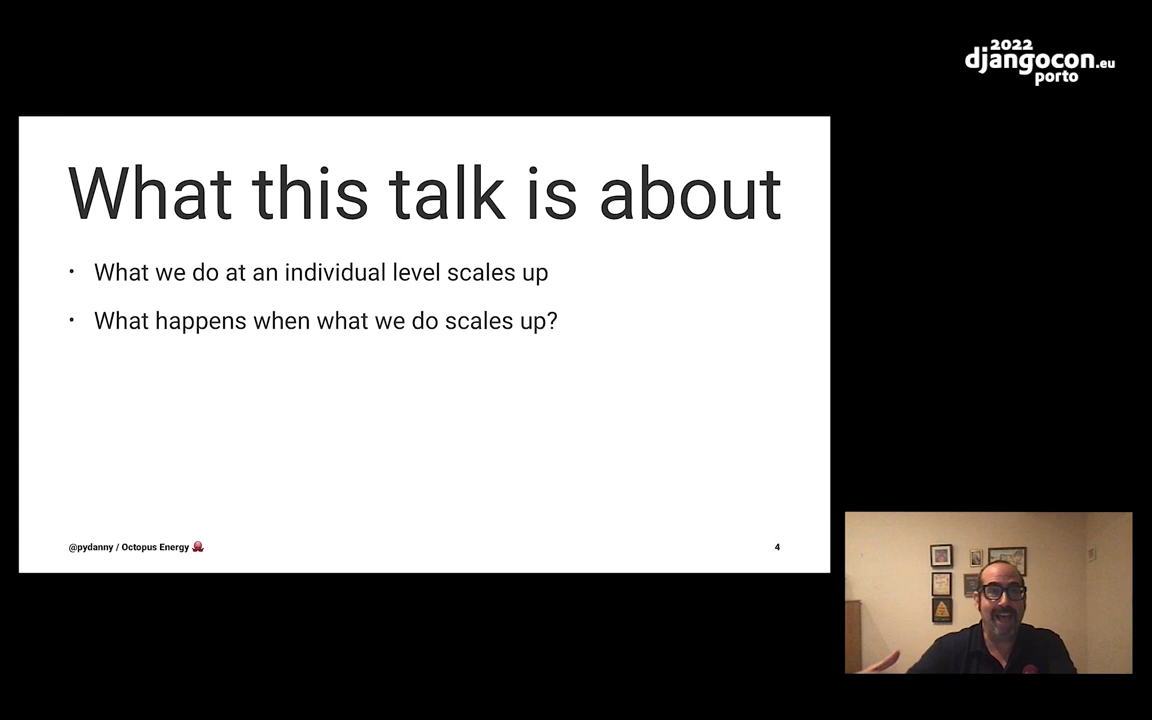 2022
djangocon.eu
porto
What this talk is about
• What we do at an individual level scales up
• What happens when what we do scales up?
@pydanny / Octopus Energy 🐙
4